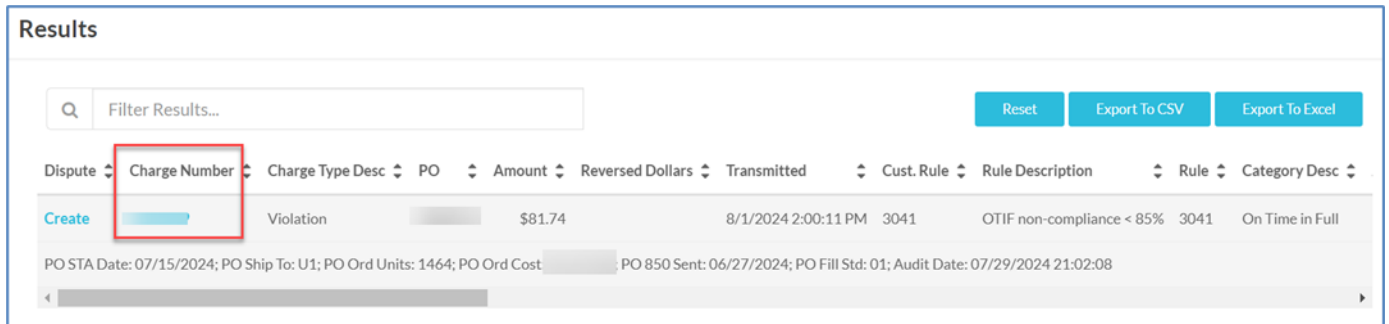 Results
Filter Results...
Reset Export To CSV Export To Excel
Dispute Charge Number Charge Type Desc PO Amount Reversed Dollars Transmitted Cust. Rule Rule Description Rule Category Desc
Create Violation $81.74 8/1/2024 2:00:11 PM 3041 OTIF non-compliance < 85% 3041 On Time in Full
PO STA Date: 07/15/2024; PO Ship To: U1; PO Ord Units: 1464; PO Ord Cost ; PO 850 Sent: 06/27/2024; PO Fill Std: 01; Audit Date: 07/29/2024 21:02:08